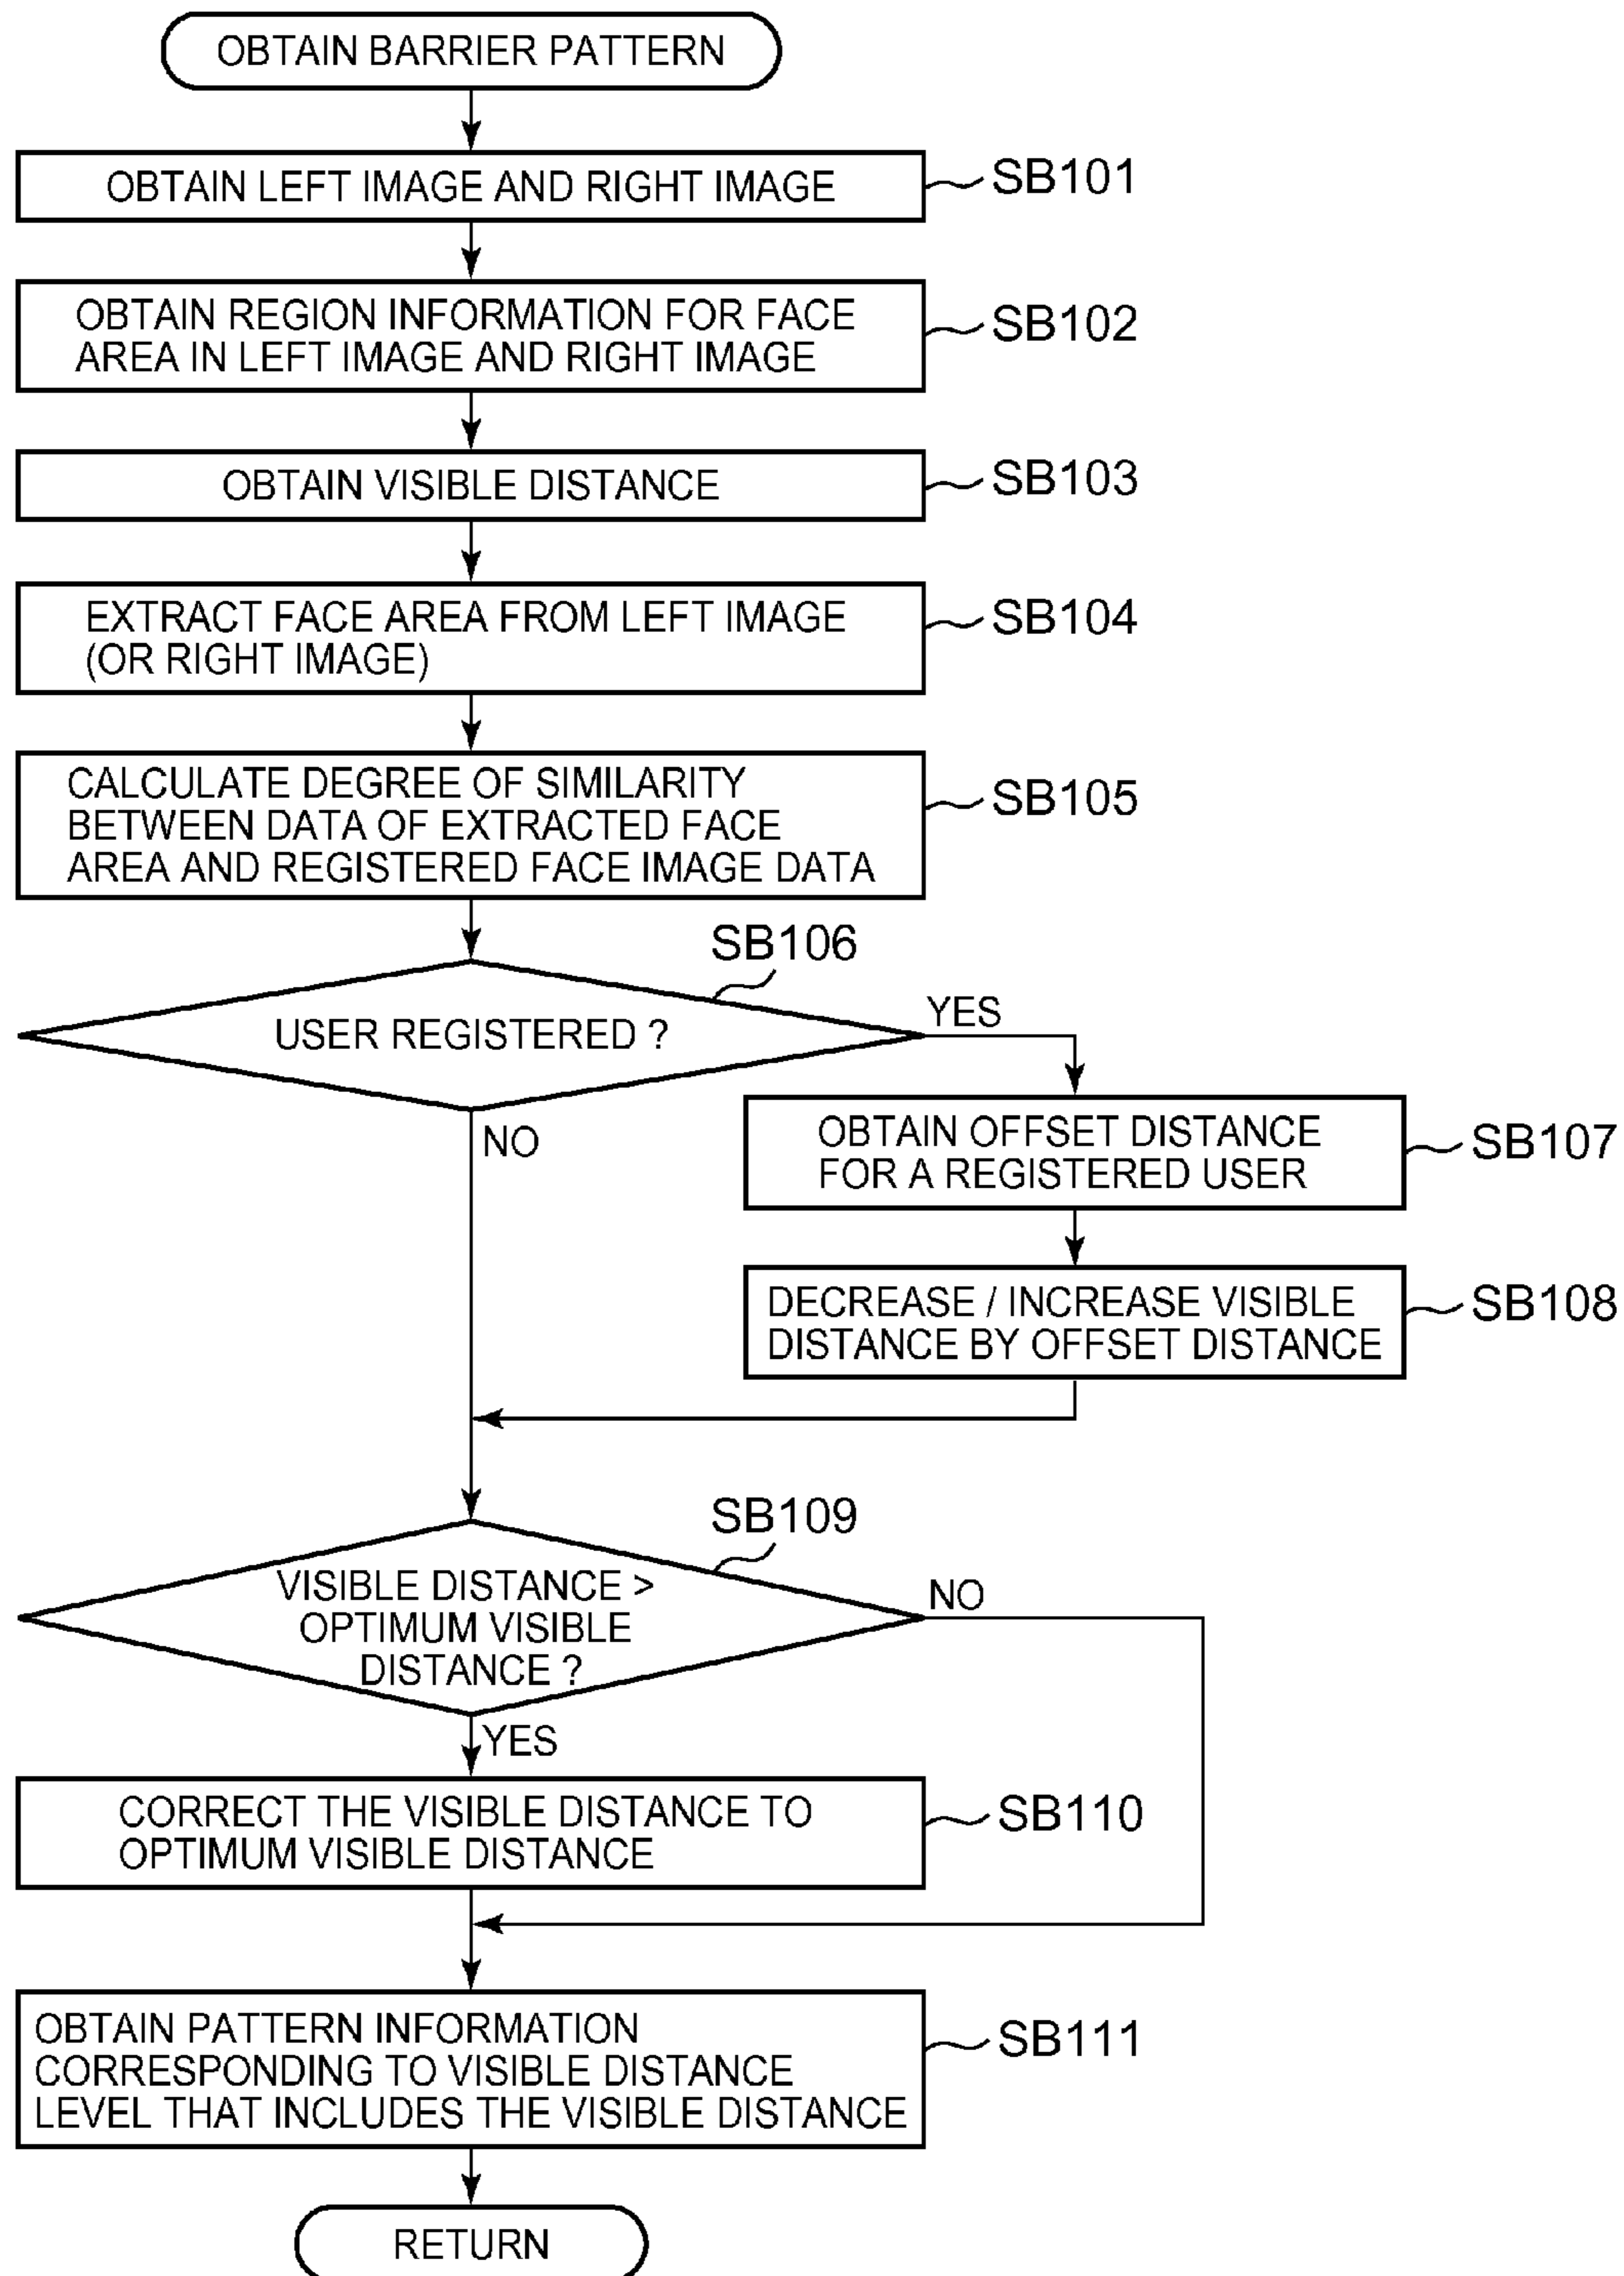 OBTAIN BARRIER PATTERN
OBTAIN LEFT IMAGE AND RIGHT IMAGE
SB101
OBTAIN REGION INFORMATION FOR FACE
AREA IN LEFT IMAGE AND RIGHT IMAGE
SB102
OBTAIN VISIBLE DISTANCE
SB103
EXTRACT FACE AREA FROM LEFT IMAGE
(OR RIGHT IMAGE)
SB104
CALCULATE DEGREE OF SIMILARITY
BETWEEN DATA OF EXTRACTED FACE
AREA AND REGISTERED FACE IMAGE DATA
SB105
SB106
USER REGISTERED ?
YES
NO
OBTAIN OFFSET DISTANCE
FOR A REGISTERED USER
SB107
DECREASE / INCREASE VISIBLE
DISTANCE BY OFFSET DISTANCE
SB108
SB109
VISIBLE DISTANCE >
OPTIMUM VISIBLE
DISTANCE ?
NO
YES
CORRECT THE VISIBLE DISTANCE TO
OPTIMUM VISIBLE DISTANCE
SB110
OBTAIN PATTERN INFORMATION
CORRESPONDING TO VISIBLE DISTANCE
LEVEL THAT INCLUDES THE VISIBLE DISTANCE
SB111
RETURN